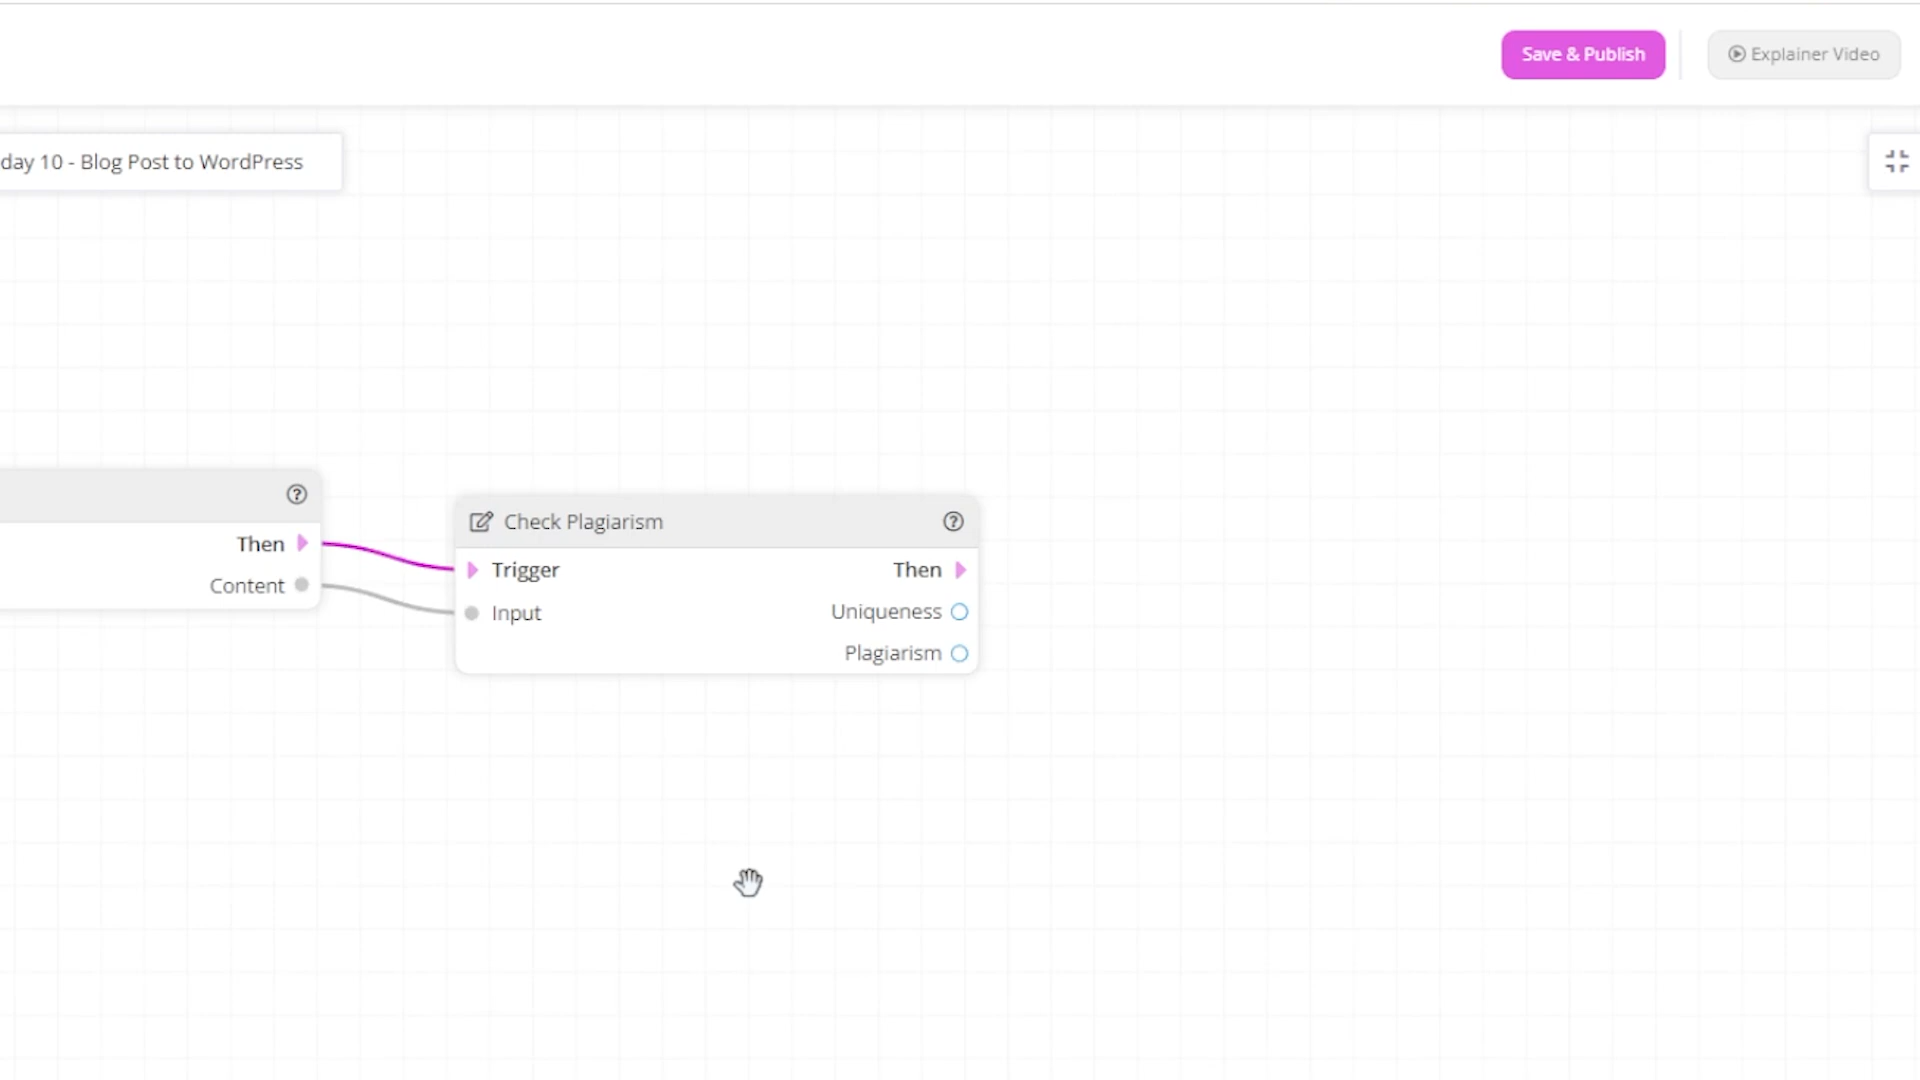 Save & Publish
Explainer Video
day 10 - Blog Post to WordPress
Then
Content
Check Plagiarism
Trigger
Then
Input
Uniqueness
Plagiarism